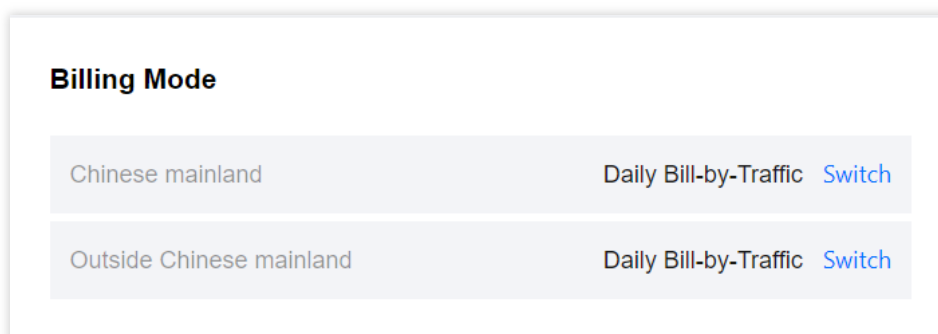 Billing Mode
Chinese mainland Daily Bill-by-Traffic Switch
Outside Chinese mainland Daily Bill-by-Traffic Switch